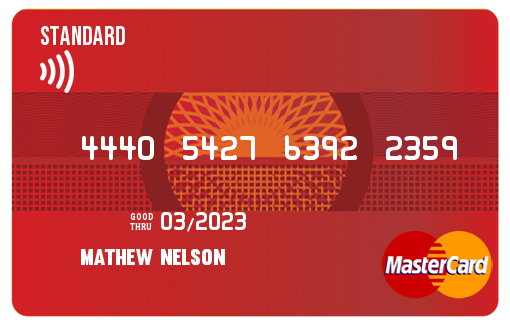 STANDARD
4440 5427 6392 2359
GOOD THRU 03/2023
MATHEW NELSON
MasterCard